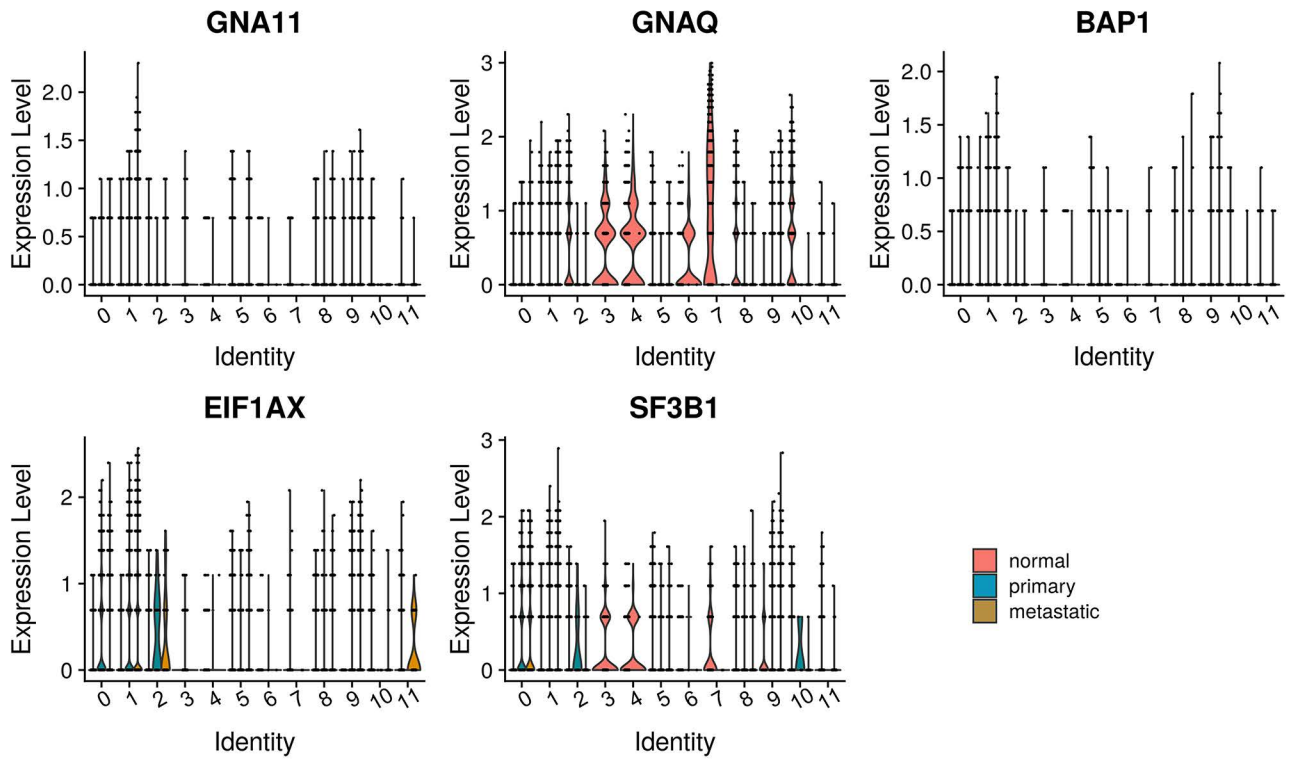 GNA11
Expression Level
2.0
1.5
1.0
0.5
0.0
0 1 2 3 4 5 6 7 8 9 10 11
Identity
GNAQ
Expression Level
3
2
1
0
0 1 2 3 4 5 6 7 8 9 10 11
Identity
BAP1
Expression Level
2.0
1.5
1.0
0.5
0.0
0 1 2 3 4 5 6 7 8 9 10 11
Identity
EIF1AX
Expression Level
2
1
0
0 1 2 3 4 5 6 7 8 9 10 11
Identity
SF3B1
Expression Level
3
2
1
0
0 1 2 3 4 5 6 7 8 9 10 11
Identity
normal
primary
metastatic